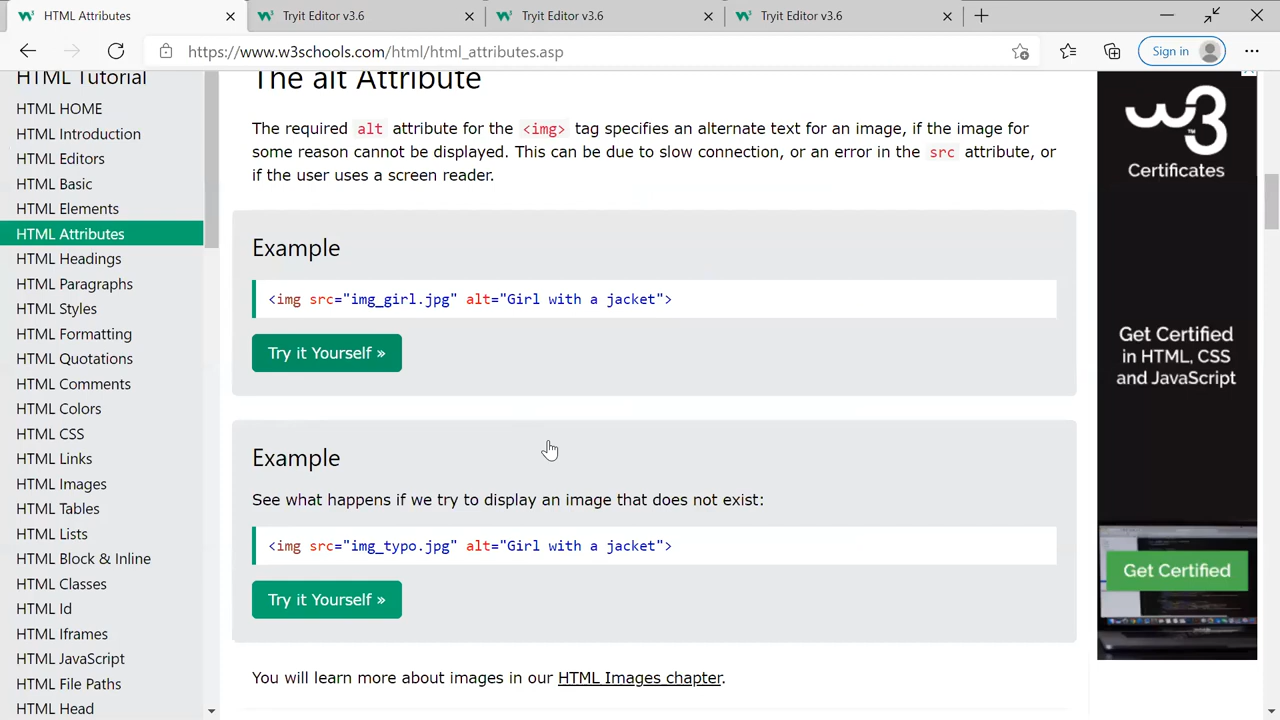 HTML Attributes
Tryit Editor v3.6
Tryit Editor v3.6
Tryit Editor v3.6
https://www.w3schools.com/html/html_attributes.asp
Sign in
HTML Tutorial
HTML HOME
HTML Introduction
HTML Editors
HTML Basic
HTML Elements
HTML Attributes
HTML Headings
HTML Paragraphs
HTML Styles
HTML Formatting
HTML Quotations
HTML Comments
HTML Colors
HTML CSS
HTML Links
HTML Images
HTML Tables
HTML Lists
HTML Block & Inline
HTML Classes
HTML Id
HTML Iframes
HTML JavaScript
HTML File Paths
HTML Head
The alt Attribute
The required alt attribute for the <img> tag specifies an alternate text for an image, if the image for
some reason cannot be displayed. This can be due to slow connection, or an error in the src attribute, or
if the user uses a screen reader.
Example
<img src="img_girl.jpg" alt="Girl with a jacket">
Try it Yourself »
Example
See what happens if we try to display an image that does not exist:
<img src="img_typo.jpg" alt="Girl with a jacket">
Try it Yourself »
You will learn more about images in our HTML Images chapter.
w3
TM
Certificates
Get Certified
in HTML, CSS
and JavaScript
Get Certified